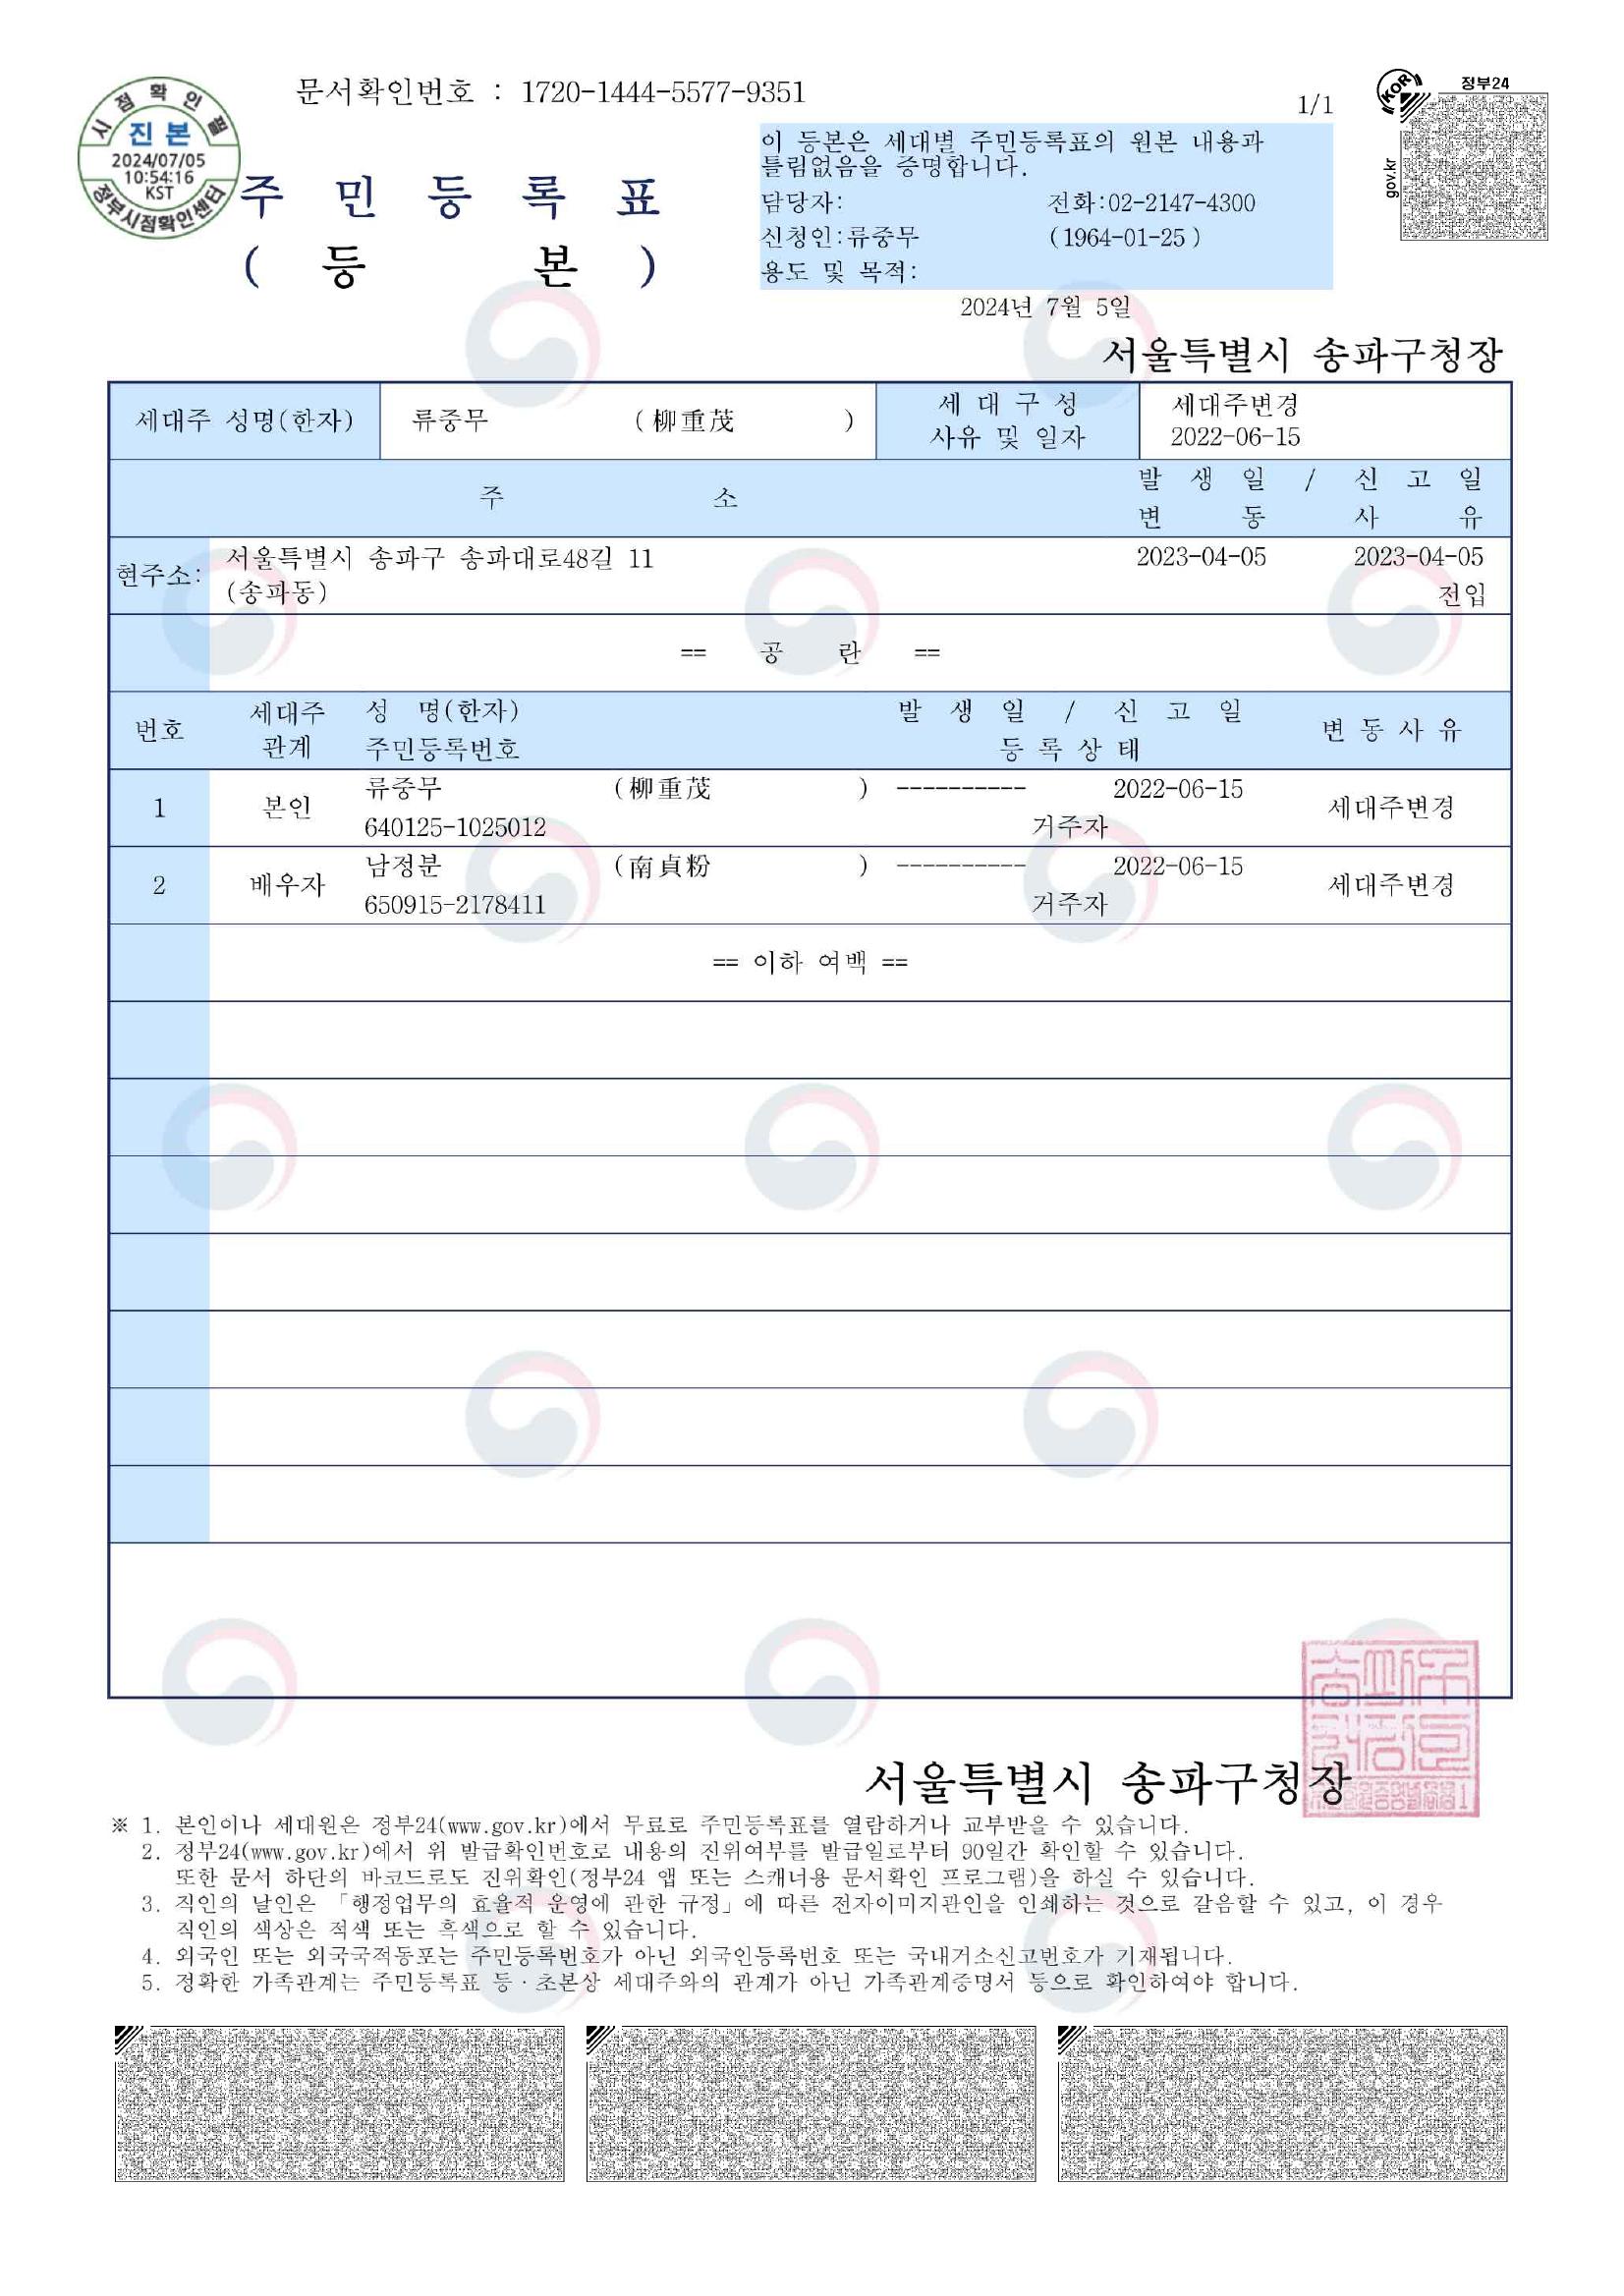 문서확인번호 : 1720-1444-5577-9351
1/1
정부24
KOR
gov.kr
시 점 확 인 필
진 본
2024/07/05
10:54:16
KST
정부시점확인센터
주 민 등 록 표
( 등 본 )
이 등본은 세대별 주민등록표의 원본 내용과
틀림없음을 증명합니다.
담당자: 전화:02-2147-4300
신청인:류중무 (1964-01-25 )
용도 및 목적:
2024년 7월 5일
서울특별시 송파구청장
세대주 성명(한자) 류중무 (柳重茂 ) 세 대 구 성 사유 및 일자 세대주변경
2022-06-15
주 소 발 생 일 / 신 고 일
변 동 사 유
현주소: 서울특별시 송파구 송파대로48길 11 2023-04-05 2023-04-05
(송파동) 전입
== 공 란 ==
번호 세대주 관계 성 명(한자) 발 생 일 / 신 고 일 변 동 사 유
주민등록번호 등 록 상 태
1 본인 류중무 (柳重茂 ) ---------- 2022-06-15 세대주변경
640125-1025012 거주자
2 배우자 남정분 (南貞粉 ) ---------- 2022-06-15 세대주변경
650915-2178411 거주자
== 이하 여백 ==
서울특별시 송파구청장
※ 1. 본인이나 세대원은 정부24(www.gov.kr)에서 무료로 주민등록표를 열람하거나 교부받을 수 있습니다.
2. 정부24(www.gov.kr)에서 위 발급확인번호로 내용의 진위여부를 발급일로부터 90일간 확인할 수 있습니다.
또한 문서 하단의 바코드로도 진위확인(정부24 앱 또는 스캐너용 문서확인 프로그램)을 하실 수 있습니다.
3. 직인의 날인은 「행정업무의 효율적 운영에 관한 규정」에 따른 전자이미지관인을 인쇄하는 것으로 갈음할 수 있고, 이 경우
직인의 색상은 적색 또는 흑색으로 할 수 있습니다.
4. 외국인 또는 외국국적동포는 주민등록번호가 아닌 외국인등록번호 또는 국내거소신고번호가 기재됩니다.
5. 정확한 가족관계는 주민등록표 등·초본상 세대주와의 관계가 아닌 가족관계증명서 등으로 확인하여야 합니다.